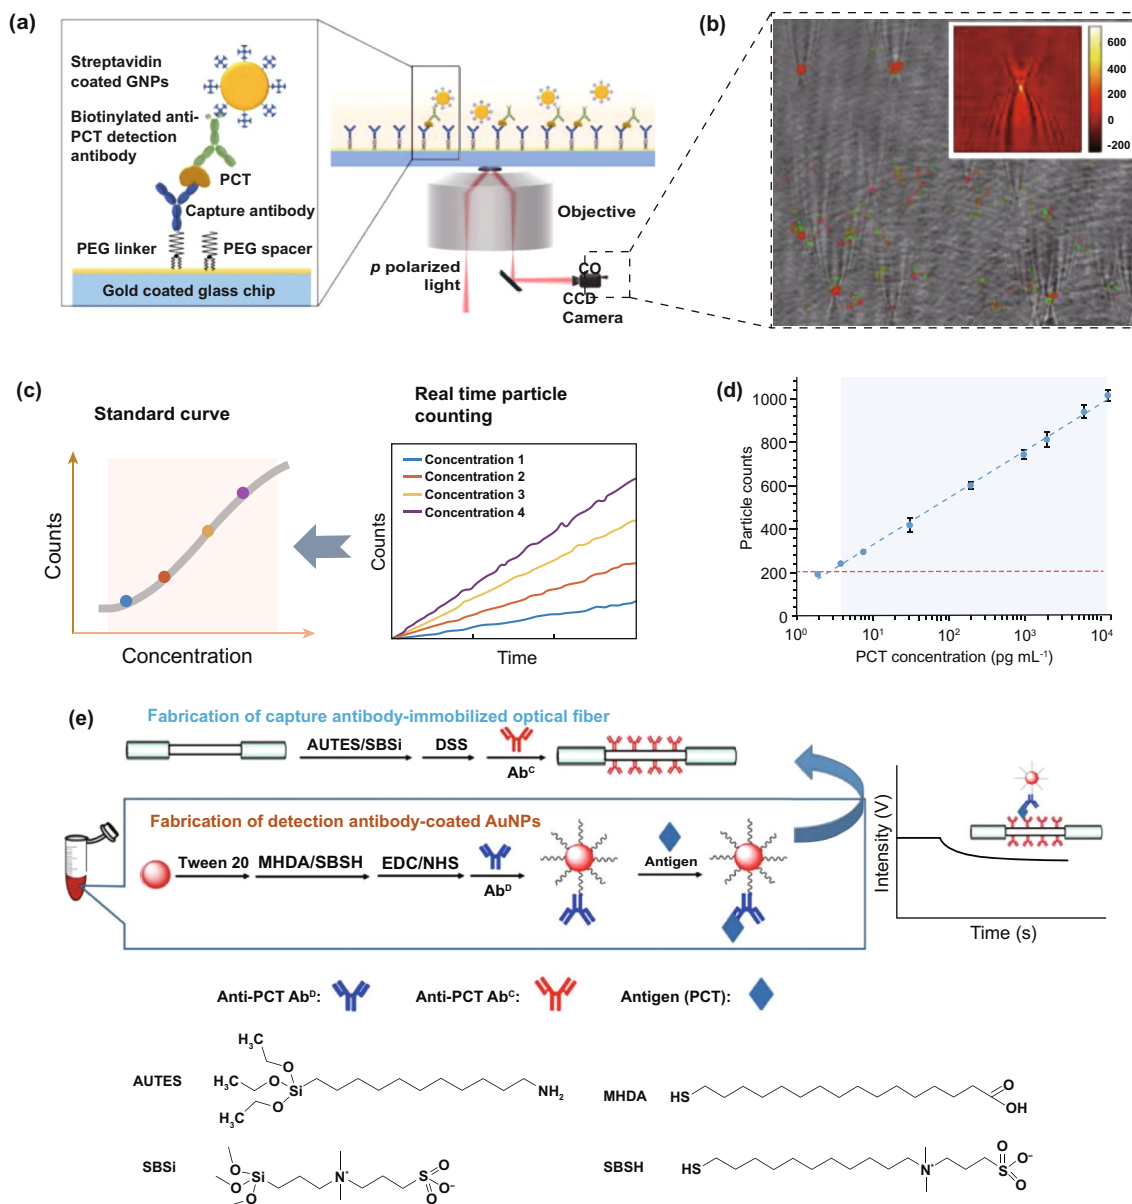 (a)
Streptavidin
coated GNPs
Biotinylated anti-
PCT detection
antibody
PCT
Capture antibody
PEG linker
PEG spacer
Gold coated glass chip
Objective
p polarized
light
CO
CCD
Camera
(b)
600
400
200
0
-200
(c)
Standard curve
Counts
Concentration
Real time particle
counting
Concentration 1
Concentration 2
Concentration 3
Concentration 4
Counts
Time
(d)
Particle counts
1000
800
600
400
200
0
10⁰
10¹
10²
10³
10⁴
PCT concentration (pg mL⁻¹)
(e)
Fabrication of capture antibody-immobilized optical fiber
AUTES/SBSi
DSS
Abᶜ
Fabrication of detection antibody-coated AuNPs
Tween 20
MHDA/SBSH
EDC/NHS
Abᴰ
Antigen
Intensity (V)
Time (s)
Anti-PCT Abᴰ:
Anti-PCT Abᶜ:
Antigen (PCT):
AUTES
H₃C
O
H₃C
O
Si
O
H₃C
NH₂
MHDA
HS
O
OH
SBSi
O
O
Si
O
N⁺
O
S
O
O⁻
SBSH
HS
N⁺
O
S
O
O⁻